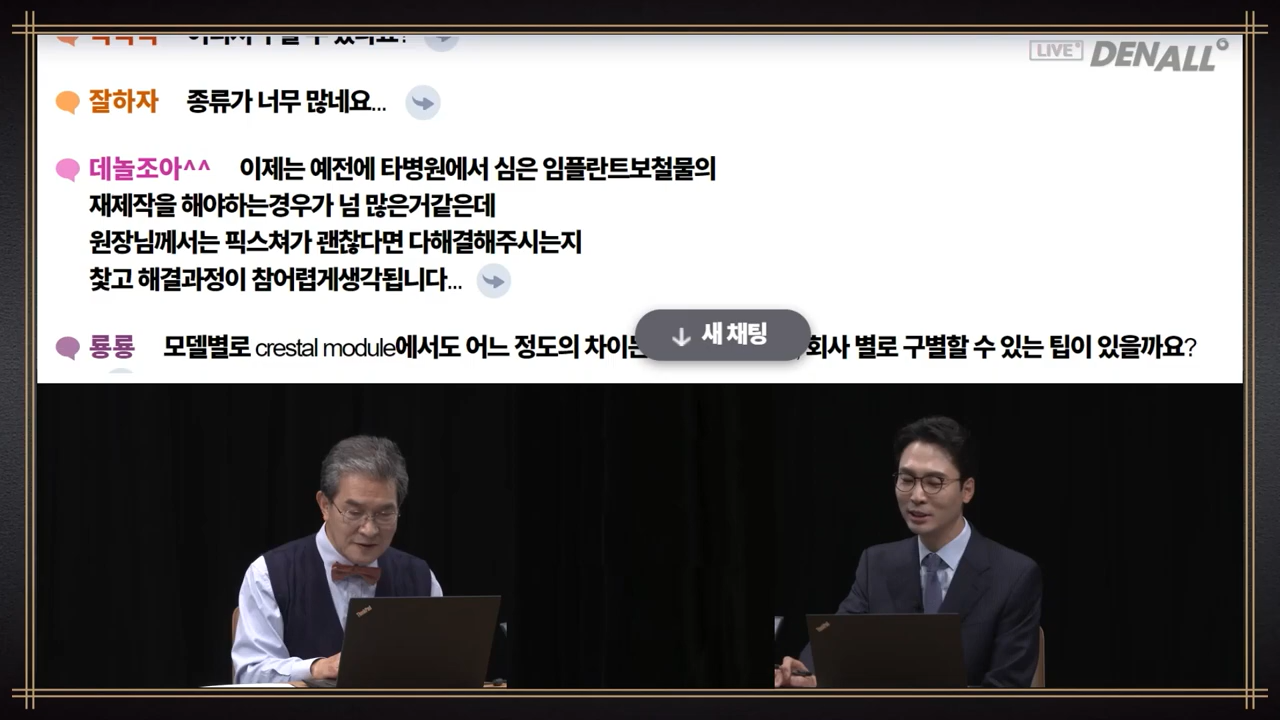 LIVE
DENALL
잘하자 종류가 너무 많네요...
데놀조아^^ 이제는 예전에 타병원에서 심은 임플란트보철물의
재제작을 해야하는경우가 넘 많은거같은데
원장님께서는 픽스쳐가 괜찮다면 다해결해주시는지
찿고 해결과정이 참어렵게생각됩니다...
룡룡 모델별로 crestal module에서도 어느 정도의 차이는 회사 별로 구별할 수 있는 팁이 있을까요?
새 채팅
ThinkPad
ThinkPad